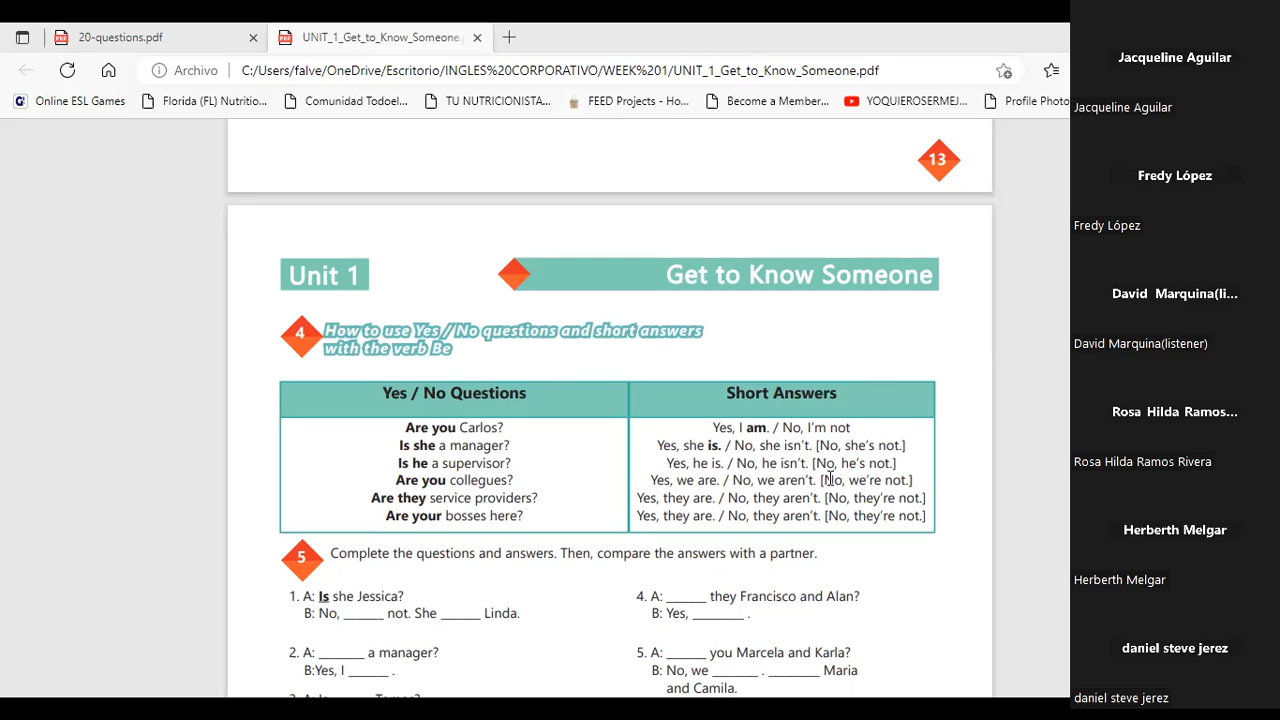 20-questions.pdf
UNIT_1_Get_to_Know_Someone.
Archivo
C:/Users/falve/OneDrive/Escritorio/INGLES%20CORPORATIVO/WEEK%201/UNIT_1_Get_to_Know_Someone.pdf
Online ESL Games
Florida (FL) Nutritio...
Comunidad Todoel...
TU NUTRICIONISTA...
FEED Projects - Ho...
Become a Member...
YOQUIEROSERMEJ...
Profile Photo
13
Unit 1
Get to Know Someone
4
How to use Yes / No questions and short answers
with the verb Be
Yes / No Questions
Short Answers
Are you Carlos?
Yes, I am. / No, I'm not
Is she a manager?
Yes, she is. / No, she isn't. [No, she's not.]
Is he a supervisor?
Yes, he is. / No, he isn't. [No, he's not.]
Are you collegues?
Yes, we are. / No, we aren't. [No, we're not.]
Are they service providers?
Yes, they are. / No, they aren't. [No, they're not.]
Are your bosses here?
Yes, they are. / No, they aren't. [No, they're not.]
5
Complete the questions and answers. Then, compare the answers with a partner.
1. A: Is she Jessica?
B: No, ______ not. She ______ Linda.
2. A: _______ a manager?
B:Yes, I ______ .
4. A: ______ they Francisco and Alan?
B: Yes, ________ .
5. A: ______ you Marcela and Karla?
B: No, we _______ . ________ Maria
and Camila.
Jacqueline Aguilar
Jacqueline Aguilar
Fredy López
Fredy López
David Marquina(li...
David Marquina(listener)
Rosa Hilda Ramos...
Rosa Hilda Ramos Rivera
Herberth Melgar
Herberth Melgar
daniel steve jerez
daniel steve jerez